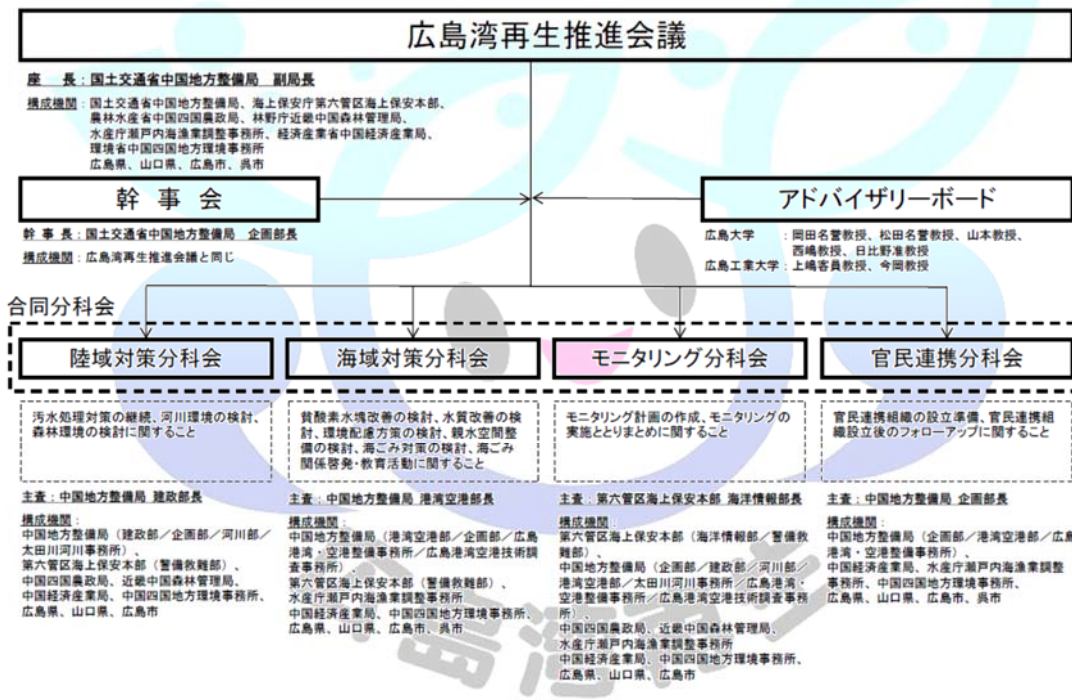 広島湾再生推進会議
座　長：国土交通省中国地方整備局　副局長
構成機関：国土交通省中国地方整備局、海上保安庁第六管区海上保安本部、
農林水産省中国四国農政局、林野庁近畿中国森林管理局、
水産庁瀬戸内海漁業調整事務所、経済産業省中国経済産業局、
環境省中国四国地方環境事務所
広島県、山口県、広島市、呉市
幹 事 会
幹 事 長：国土交通省中国地方整備局　企画部長
構成機関：広島湾再生推進会議と同じ
アドバイザリーボード
広島大学　　：岡田名誉教授、松田名誉教授、山本教授、
西嶋教授、日比野准教授
広島工業大学：上嶋客員教授、今岡教授
合同分科会
陸域対策分科会
汚水処理対策の継続、河川環境の検討、
森林環境の検討に関すること
主査：中国地方整備局 建政部長
構成機関：
中国地方整備局（建政部／企画部／河川部／
太田川河川事務所）、
第六管区海上保安本部（警備救難部）、
中国四国農政局、近畿中国森林管理局、
中国経済産業局、中国四国地方環境事務所、
広島県、山口県、広島市
海域対策分科会
貧酸素水塊改善の検討、水質改善の検
討、環境配慮方策の検討、親水空間整
備の検討、海ごみ対策の検討、海ごみ
関係啓発・教育活動に関すること
主査：中国地方整備局 港湾空港部長
構成機関：
中国地方整備局（港湾空港部／企画部／広島
港湾・空港整備事務所／広島港湾空港技術調
査事務所）、
第六管区海上保安本部（警備救難部）、
水産庁瀬戸内海漁業調整事務所
中国経済産業局、中国四国地方環境事務所、
広島県、山口県、広島市、呉市
モニタリング分科会
モニタリング計画の作成、モニタリングの
実施ととりまとめに関すること
主査：第六管区海上保安本部 海洋情報部長
構成機関：
第六管区海上保安本部（海洋情報部／警備救
難部）、
中国地方整備局（企画部／建政部／河川部／
港湾空港部／太田川河川事務所／広島港湾・
空港整備事務所／広島港湾空港技術調査事務
所）、
中国四国農政局、近畿中国森林管理局、
水産庁瀬戸内海漁業調整事務所
中国経済産業局、中国四国地方環境事務所、
広島県、山口県、広島市
官民連携分科会
官民連携組織の設立準備、官民連携組
織設立後のフォローアップに関すること
主査：中国地方整備局 企画部長
構成機関：
中国地方整備局（企画部／港湾空港部／広島
港湾・空港整備事務所）、
中国経済産業局、水産庁瀬戸内海漁業調整
事務所、中国四国地方環境事務所、
広島県、山口県、広島市、呉市